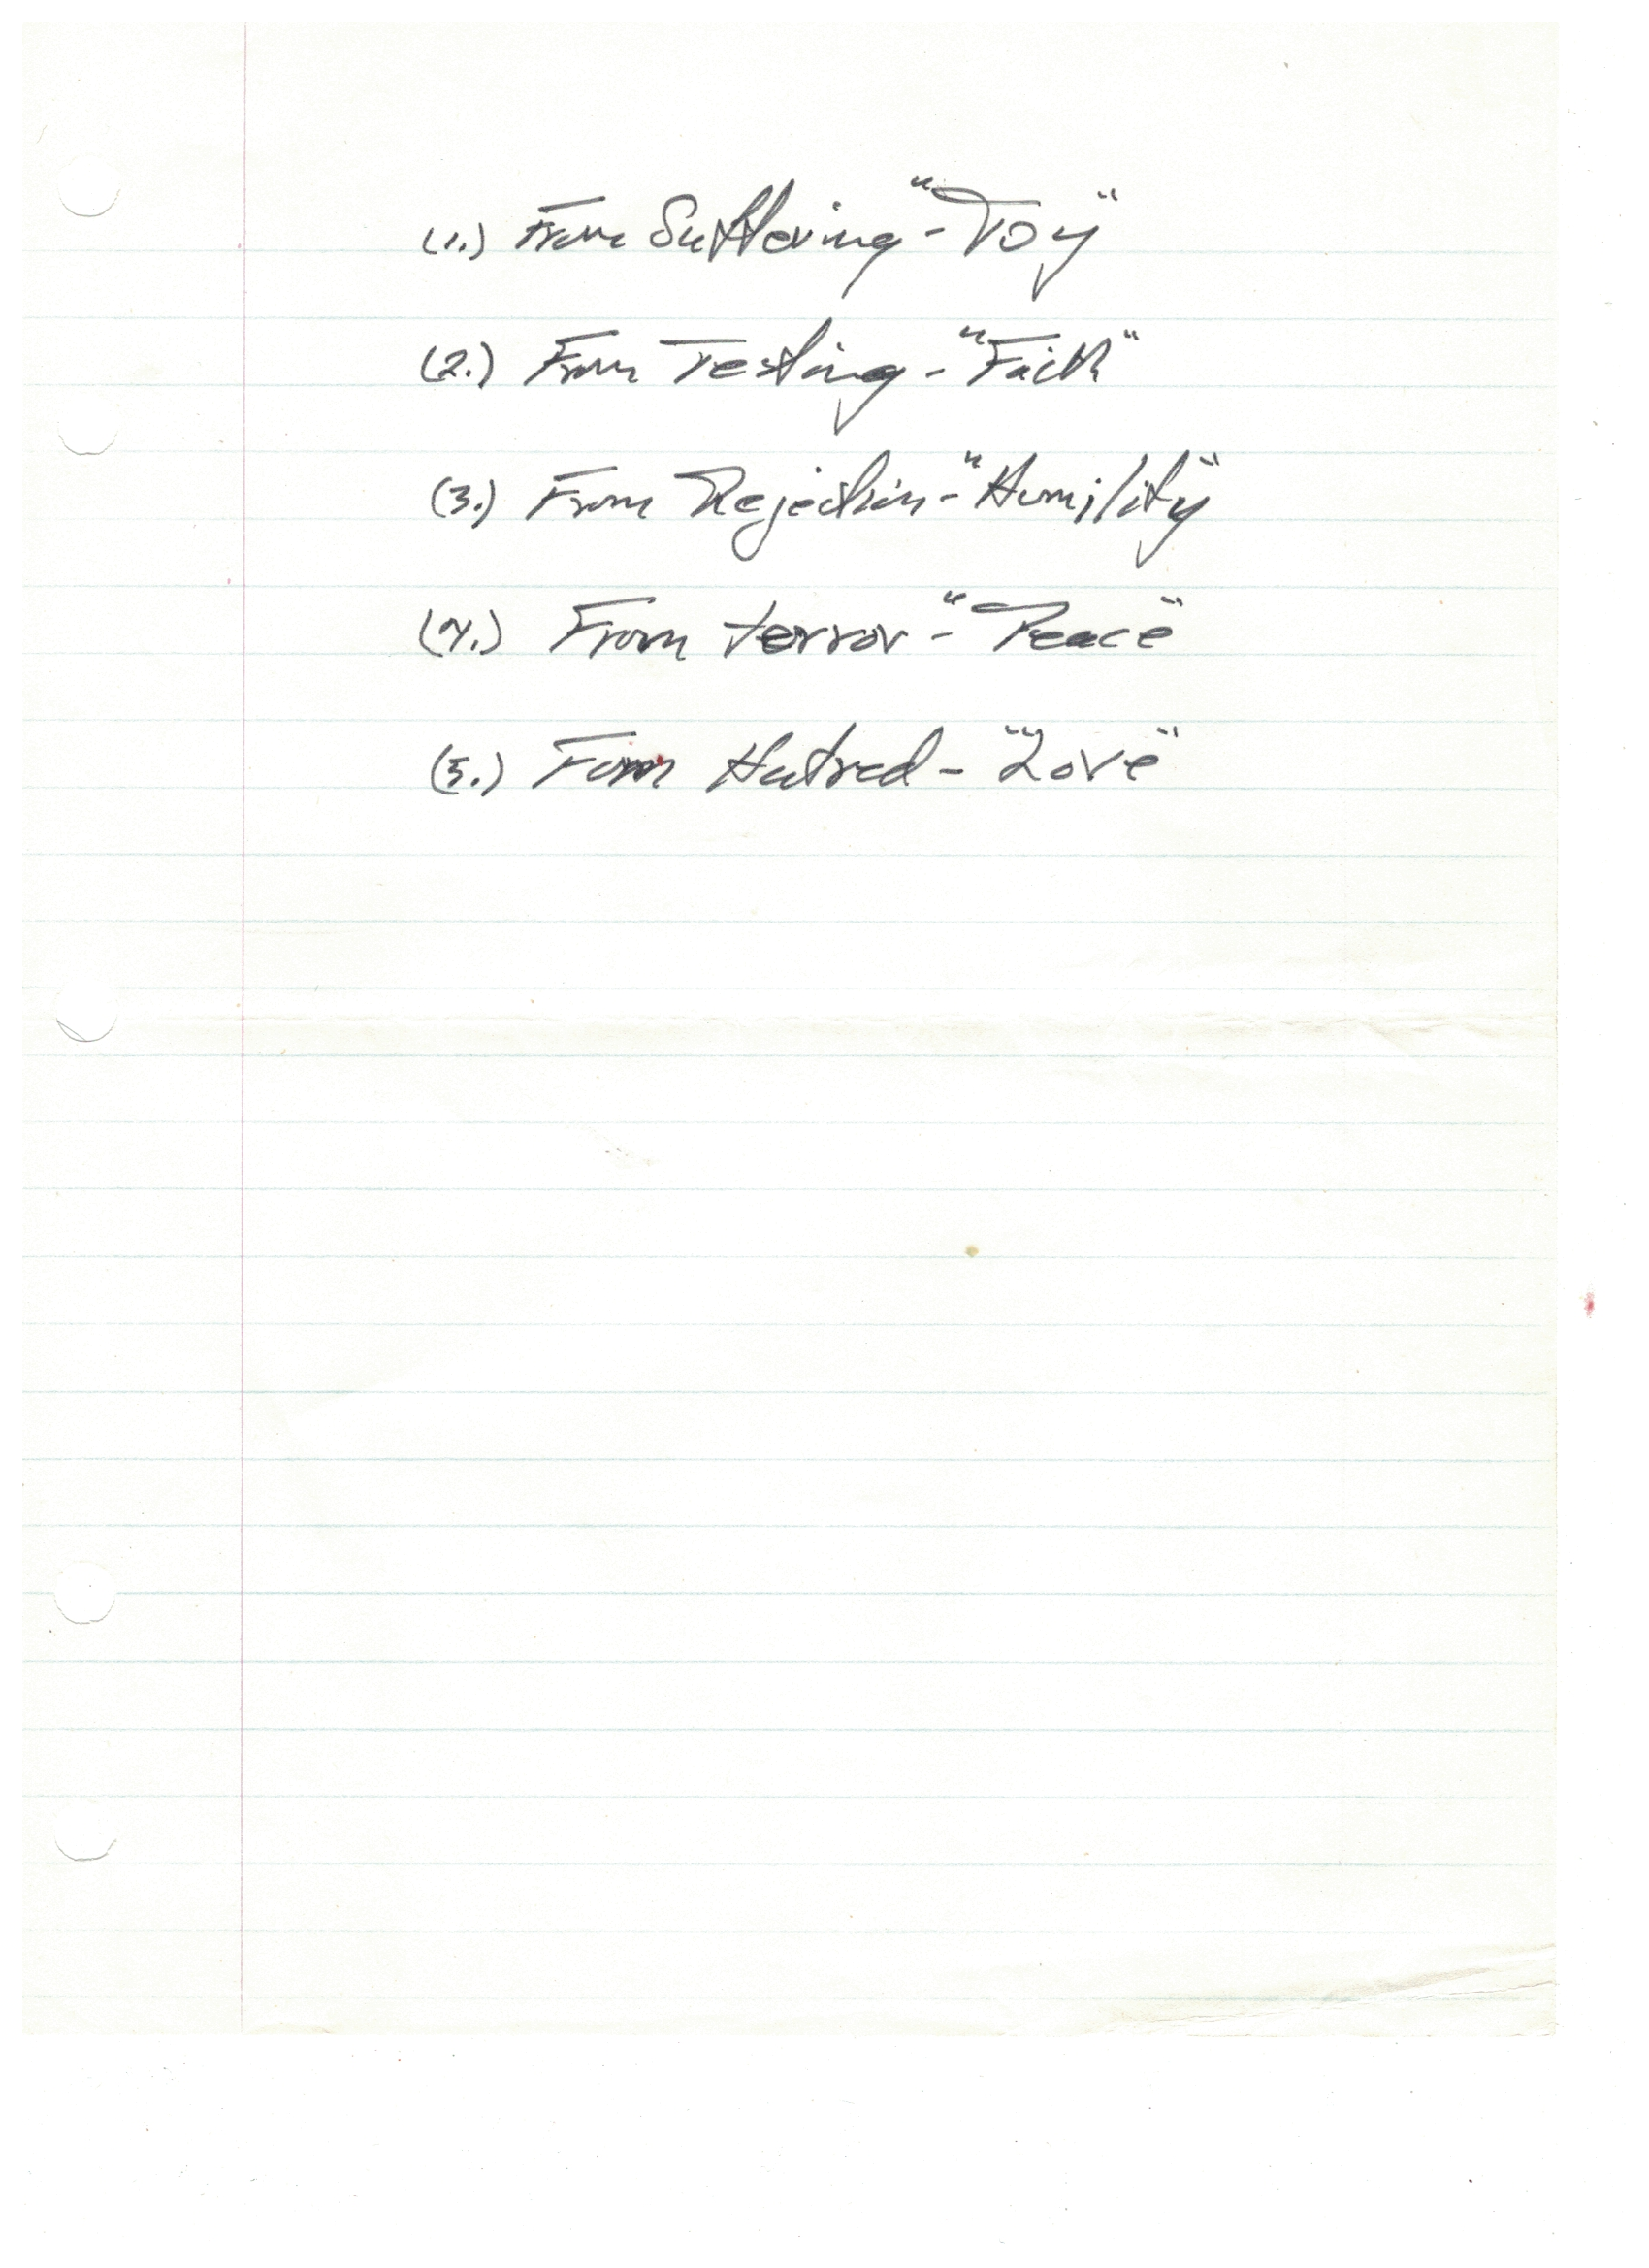 (1.) From Suffering - "Joy"
(2.) From Testing - "Faith"
(3.) From Rejection - "Humility"
(4.) From terror - "Peace"
(5.) From Hatred - "Love"